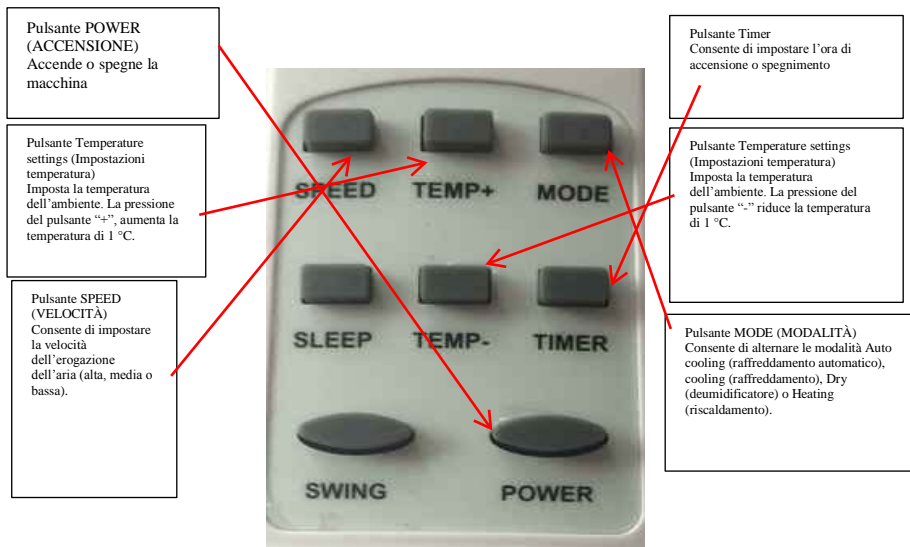 Pulsante POWER
(ACCENSIONE)
Accende o spegne la
macchina
Pulsante Temperature
settings (Impostazioni
temperatura)
Imposta la temperatura
dell'ambiente. La pressione
del pulsante “+”, aumenta la
temperatura di 1 °C.
Pulsante SPEED
(VELOCITÀ)
Consente di impostare
la velocità
dell'erogazione
dell'aria (alta, media o
bassa).
SPEED TEMP+ MODE
SLEEP TEMP- TIMER
SWING POWER
Pulsante Timer
Consente di impostare l'ora di
accensione o spegnimento
Pulsante Temperature settings
(Impostazioni temperatura)
Imposta la temperatura
dell'ambiente. La pressione del
pulsante “-” riduce la temperatura
di 1 °C.
Pulsante MODE (MODALITÀ)
Consente di alternare le modalità Auto
cooling (raffreddamento automatico),
cooling (raffreddamento), Dry
(deumidificatore) o Heating
(riscaldamento).